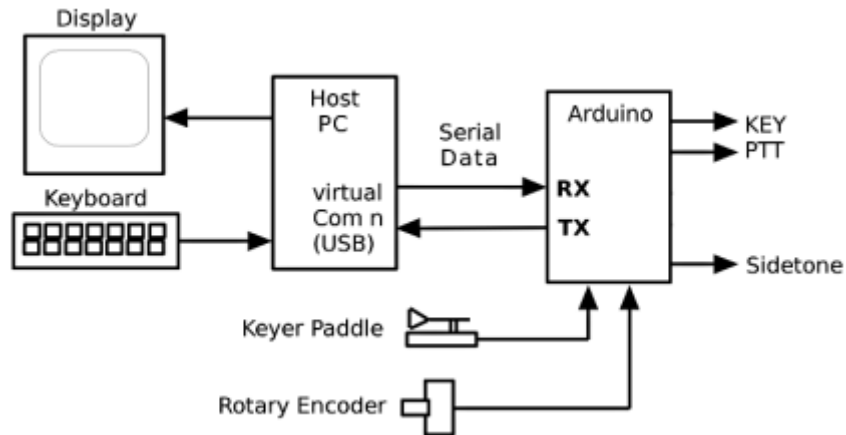 Display
Host
PC
Arduino
KEY
PTT
Serial
Data
Keyboard
virtual
Com n
(USB)
RX
TX
Sidetone
Keyer Paddle
Rotary Encoder